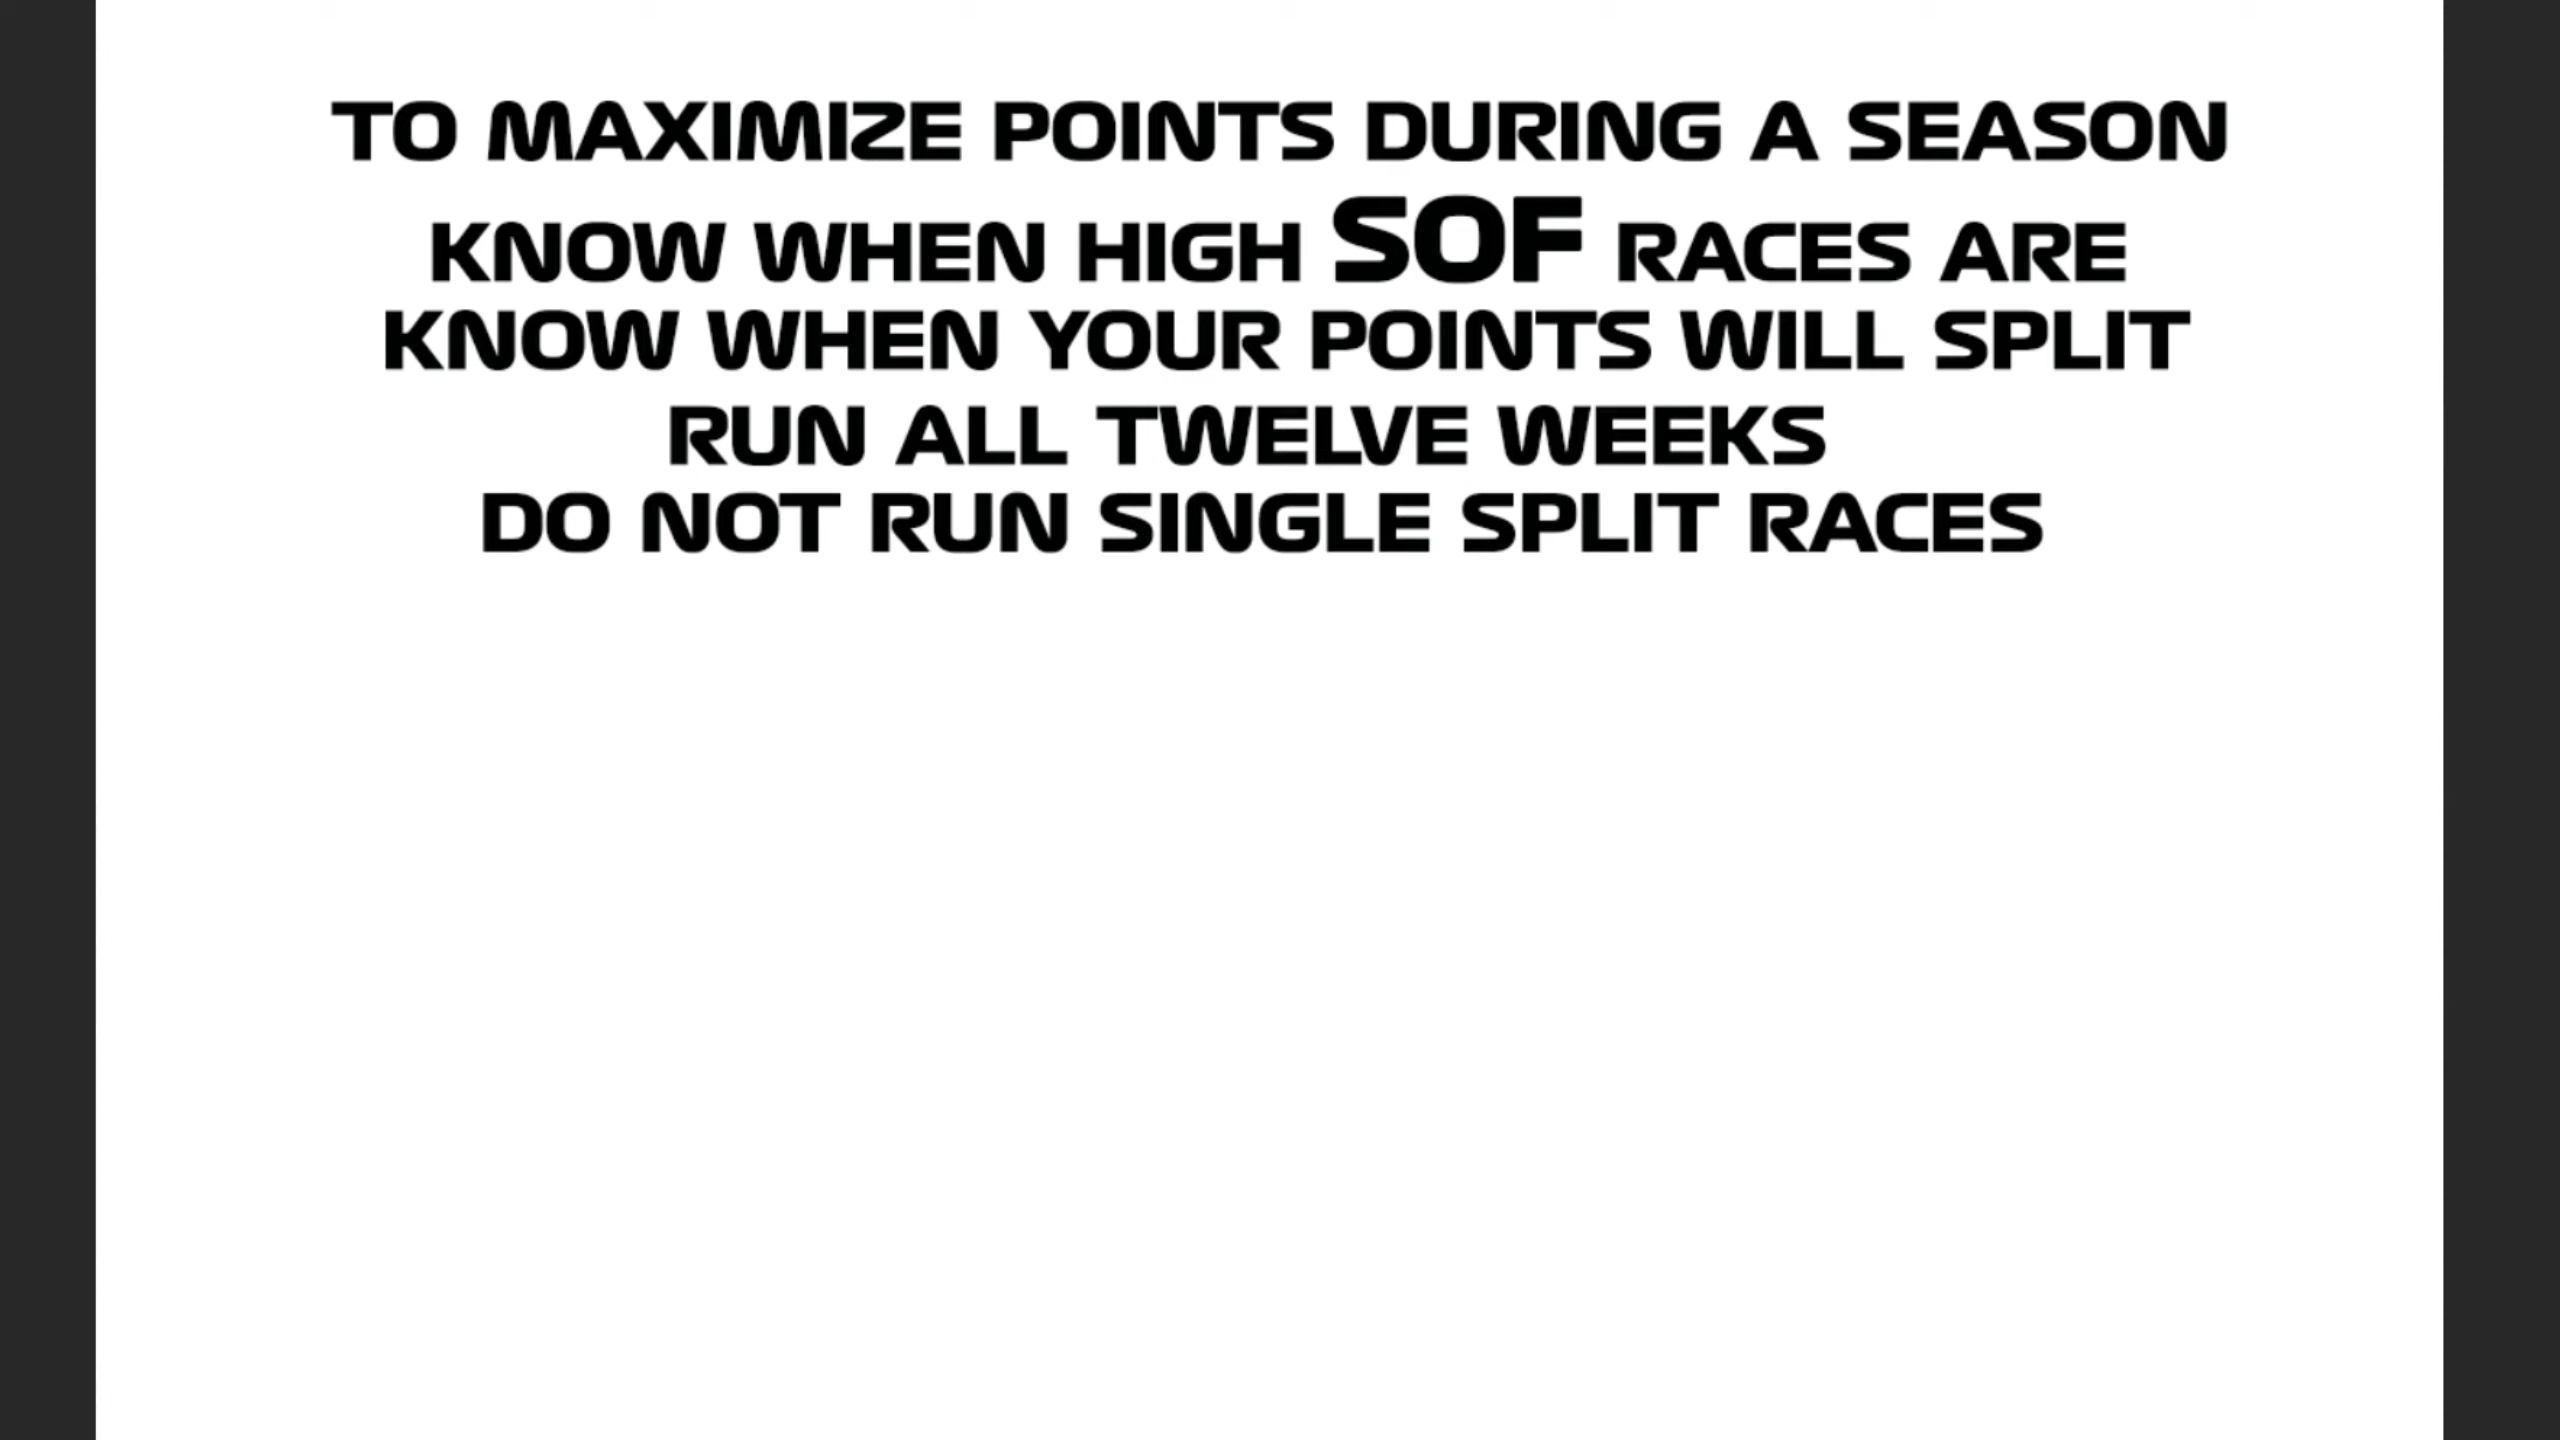 TO MAXIMIZE POINTS DURING A SEASON
KNOW WHEN HIGH SOF RACES ARE
KNOW WHEN YOUR POINTS WILL SPLIT
RUN ALL TWELVE WEEKS
DO NOT RUN SINGLE SPLIT RACES